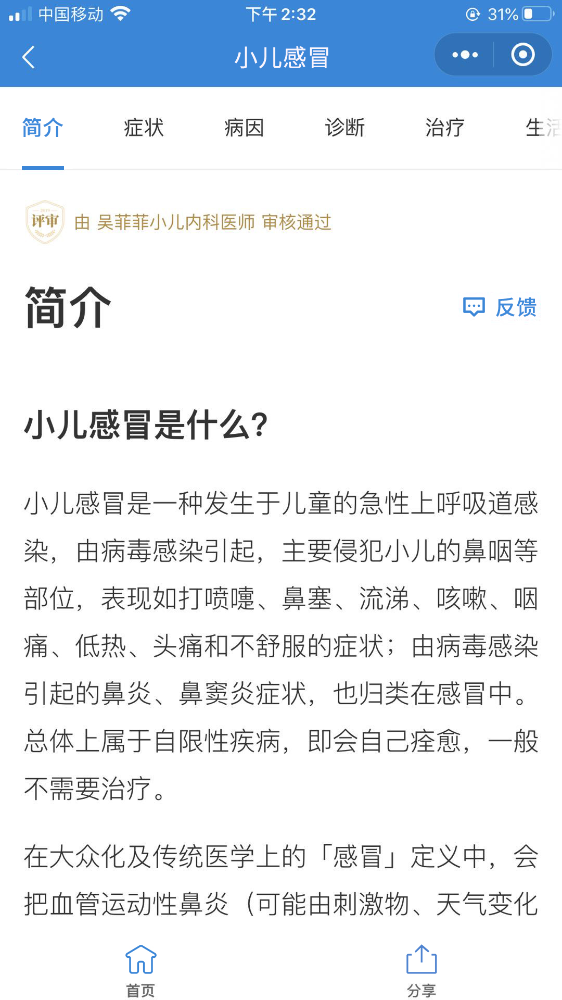 中国移动 下午 2:32 31%
小儿感冒
简介 症状 病因 诊断 治疗 生活
2019
评审
由 吴菲菲小儿内科医师 审核通过
简介
反馈
小儿感冒是什么?
小儿感冒是一种发生于儿童的急性上呼吸道感
染，由病毒感染引起，主要侵犯小儿的鼻咽等
部位，表现如打喷嚏、鼻塞、流涕、咳嗽、咽
痛、低热、头痛和不舒服的症状；由病毒感染
引起的鼻炎、鼻窦炎症状，也归类在感冒中。
总体上属于自限性疾病，即会自己痊愈，一般
不需要治疗。
在大众化及传统医学上的「感冒」定义中，会
把血管运动性鼻炎（可能由刺激物、天气变化
首页 分享